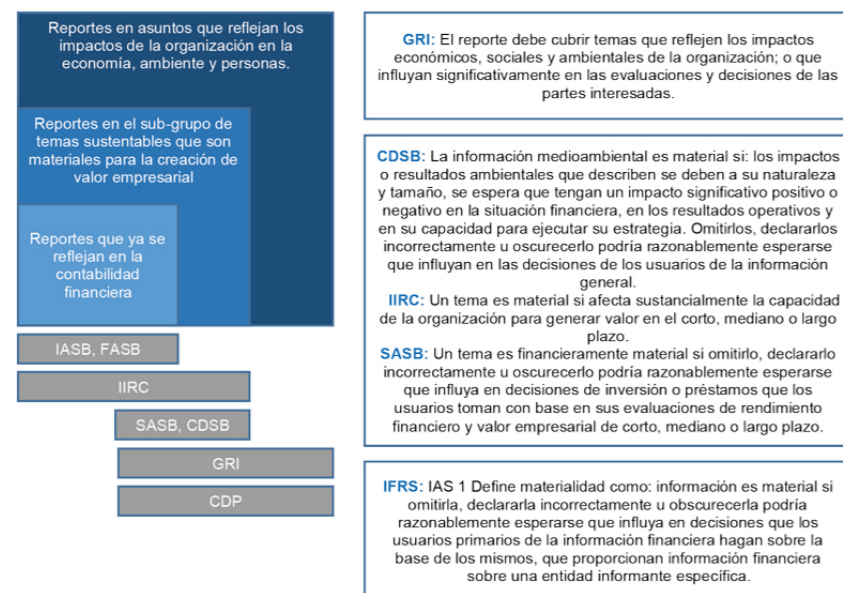 Reportes en asuntos que reflejan los
impactos de la organización en la
economía, ambiente y personas.
Reportes en el sub-grupo de
temas sustentables que son
materiales para la creación de
valor empresarial
Reportes que ya se
reflejan en la
contabilidad
financiera
IASB, FASB
IIRC
SASB, CDSB
GRI
CDP
GRI: El reporte debe cubrir temas que reflejen los impactos
económicos, sociales y ambientales de la organización; o que
influyan significativamente en las evaluaciones y decisiones de las
partes interesadas.
CDSB: La información medioambiental es material si: los impactos
o resultados ambientales que describen se deben a su naturaleza
y tamaño, se espera que tengan un impacto significativo positivo o
negativo en la situación financiera, en los resultados operativos y
en su capacidad para ejecutar su estrategia. Omitirlos, declararlos
incorrectamente u oscurecerlo podría razonablemente esperarse
que influyan en las decisiones de los usuarios de la información
general.
IIRC: Un tema es material si afecta sustancialmente la capacidad
de la organización para generar valor en el corto, mediano o largo
plazo.
SASB: Un tema es financieramente material si omitirlo, declararlo
incorrectamente u oscurecerlo podría razonablemente esperarse
que influya en decisiones de inversión o préstamos que los
usuarios toman con base en sus evaluaciones de rendimiento
financiero y valor empresarial de corto, mediano o largo plazo.
IFRS: IAS 1 Define materialidad como: información es material si
omitirla, declararla incorrectamente u obscurecerla podría
razonablemente esperarse que influya en decisiones que los
usuarios primarios de la información financiera hagan sobre la
base de los mismos, que proporcionan información financiera
sobre una entidad informante específica.